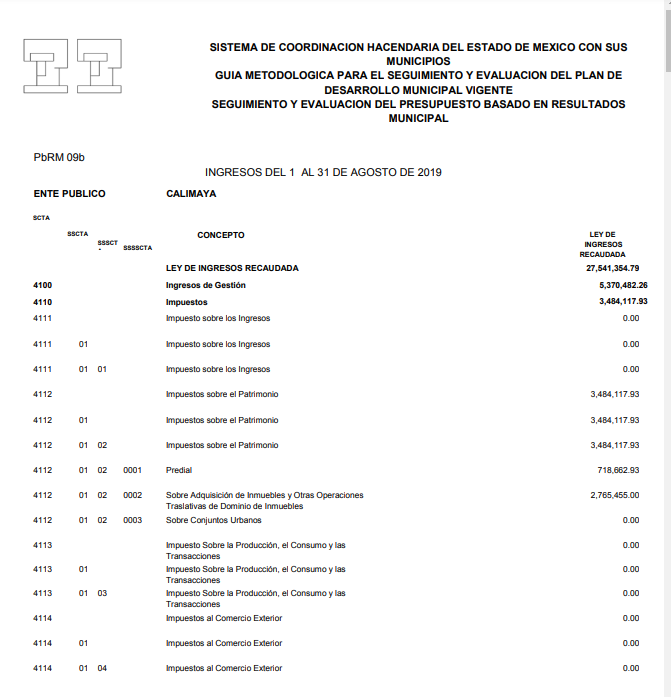 SISTEMA DE COORDINACION HACENDARIA DEL ESTADO DE MEXICO CON SUS
MUNICIPIOS
GUIA METODOLOGICA PARA EL SEGUIMIENTO Y EVALUACION DEL PLAN DE
DESARROLLO MUNICIPAL VIGENTE
SEGUIMIENTO Y EVALUACION DEL PRESUPUESTO BASADO EN RESULTADOS
MUNICIPAL
PbRM 09b
INGRESOS DEL 1 AL 31 DE AGOSTO DE 2019
ENTE PUBLICO CALIMAYA
SCTA
SSCTA SSSCT
- SSSSCTA CONCEPTO LEY DE
INGRESOS
RECAUDADA
LEY DE INGRESOS RECAUDADA 27,541,354.79
4100 Ingresos de Gestión 5,370,482.26
4110 Impuestos 3,484,117.93
4111 Impuesto sobre los Ingresos 0.00
4111 01 Impuesto sobre los Ingresos 0.00
4111 01 01 Impuesto sobre los Ingresos 0.00
4112 Impuestos sobre el Patrimonio 3,484,117.93
4112 01 Impuestos sobre el Patrimonio 3,484,117.93
4112 01 02 Impuestos sobre el Patrimonio 3,484,117.93
4112 01 02 0001 Predial 718,662.93
4112 01 02 0002 Sobre Adquisición de Inmuebles y Otras Operaciones 2,765,455.00
Traslativas de Dominio de Inmuebles
4112 01 02 0003 Sobre Conjuntos Urbanos 0.00
4113 Impuesto Sobre la Producción, el Consumo y las 0.00
Transacciones
4113 01 Impuesto Sobre la Producción, el Consumo y las 0.00
Transacciones
4113 01 03 Impuesto Sobre la Producción, el Consumo y las 0.00
Transacciones
4114 Impuestos al Comercio Exterior 0.00
4114 01 Impuestos al Comercio Exterior 0.00
4114 01 04 Impuestos al Comercio Exterior 0.00